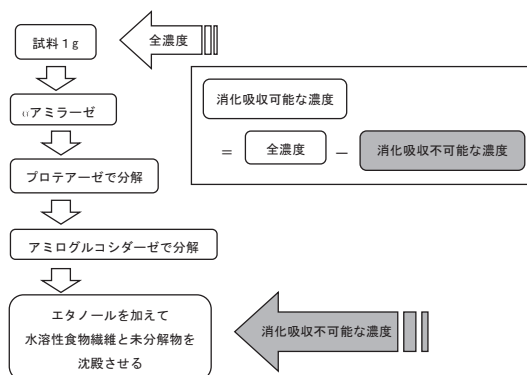 試料１g
全濃度
αアミラーゼ
プロテアーゼで分解
アミログルコシダーゼで分解
エタノールを加えて
水溶性食物繊維と未分解物を
沈殿させる
消化吸収可能な濃度
＝ 全濃度 － 消化吸収不可能な濃度
消化吸収不可能な濃度